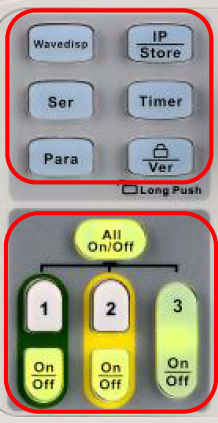 Wavedisp
IP
Store
Ser
Timer
Para
Ver
Long Push
All
On/Off
1
2
3
On
Off
On
Off
On
Off